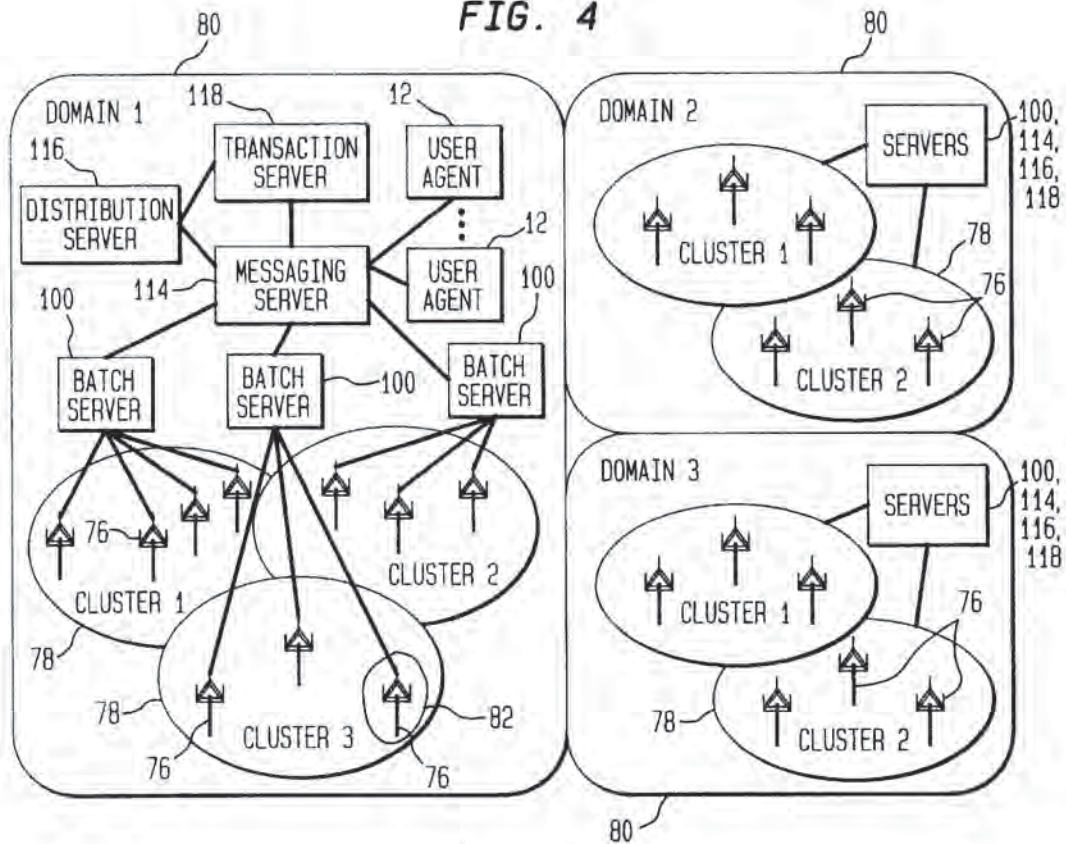 FIG. 4
80
DOMAIN 1
118
12
116
TRANSACTION
SERVER
USER
AGENT
DISTRIBUTION
SERVER
12
MESSAGING
SERVER
114
USER
AGENT
100
100
BATCH
SERVER
BATCH
SERVER
100
BATCH
SERVER
76
CLUSTER 1
CLUSTER 2
78
78
CLUSTER 3
82
76
76
80
DOMAIN 2
SERVERS
100,
114,
116,
118
CLUSTER 1
78
76
CLUSTER 2
DOMAIN 3
SERVERS
100,
114,
116,
118
CLUSTER 1
76
78
CLUSTER 2
80